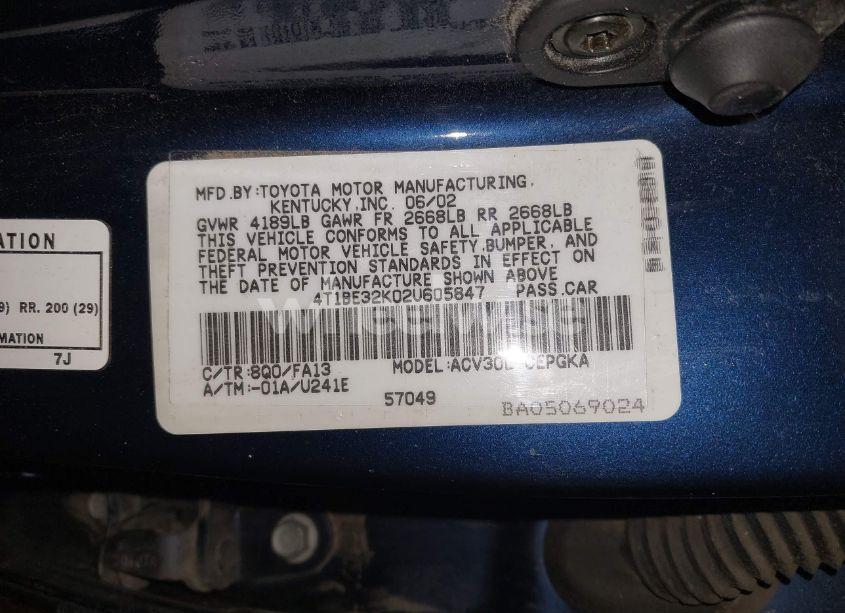 MFD.BY:TOYOTA MOTOR MANUFACTURING,
KENTUCKY,INC. 06/02
GVWR 4189LB GAWR FR 2668LB RR 2668LB
THIS VEHICLE CONFORMS TO ALL APPLICABLE
FEDERAL MOTOR VEHICLE SAFETY,BUMPER, AND
THEFT PREVENTION STANDARDS IN EFFECT ON
THE DATE OF MANUFACTURE SHOWN ABOVE
4T1BE32K02U605847 PASS.CAR
C/TR:8Q0/FA13 MODEL:ACV30L-CEPGKA
A/TM:-01A/U241E
57049
BA05069024
ATION
RR. 200 (29)
MATION
7J